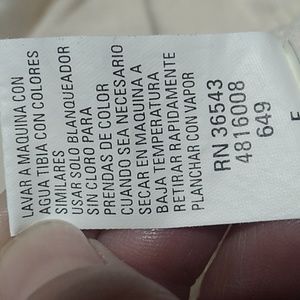 LAVAR A MAQUINA CON
AGUA TIBIA CON COLORES
SIMILARES
USAR SOLO BLANQUEADOR
SIN CLORO PARA
PRENDAS DE COLOR
CUANDO SEA NECESARIO
SECAR EN MAQUINA A
BAJA TEMPERATURA
RETIRAR RAPIDAMENTE
PLANCHAR CON VAPOR
RN 36543
4816008
649